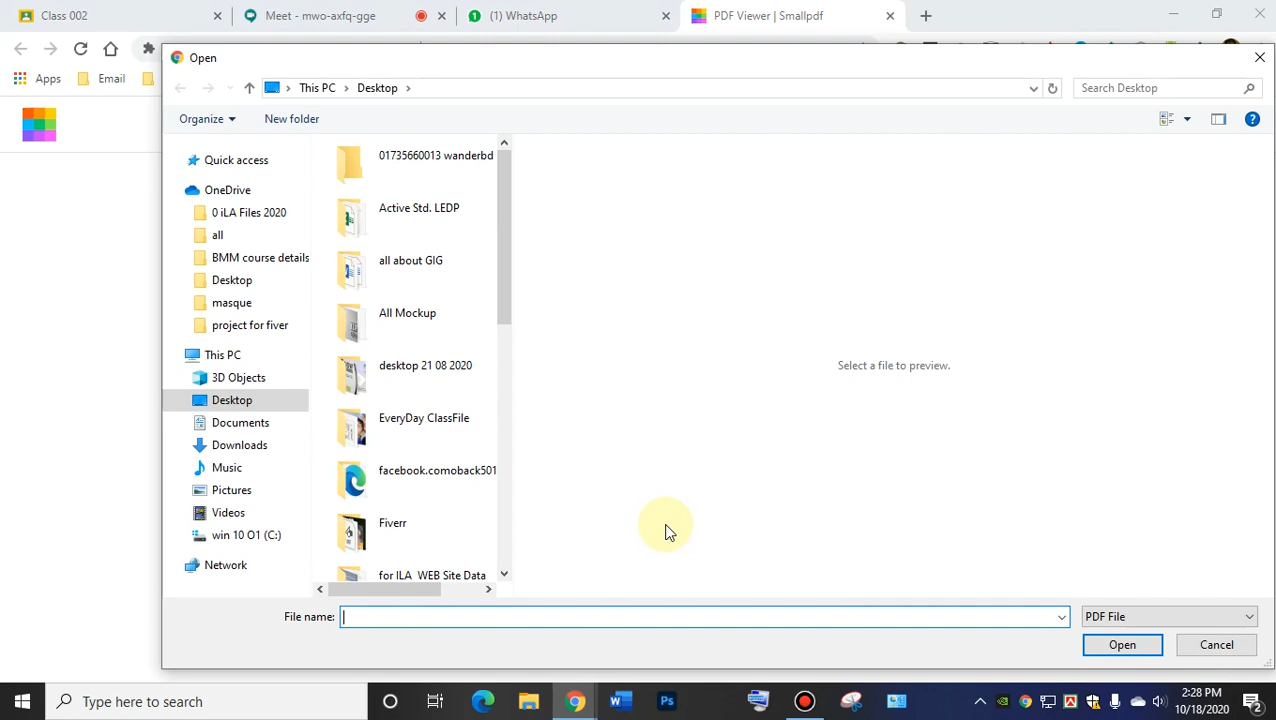 Class 002
Meet - mwo-axfq-gge
(1) WhatsApp
PDF Viewer | Smallpdf
Apps
Email
Open
This PC
Desktop
Search Desktop
Organize
New folder
Quick access
OneDrive
0 iLA Files 2020
all
BMM course details
Desktop
masque
project for fiver
This PC
3D Objects
Desktop
Documents
Downloads
Music
Pictures
Videos
win 10 O1 (C:)
Network
01735660013 wanderbd
Active Std. LEDP
all about GIG
All Mockup
desktop 21 08 2020
EveryDay ClassFile
facebook.comoback501
Fiverr
for ILA WEB Site Data
Select a file to preview.
File name:
PDF File
Open
Cancel
Type here to search
2:28 PM
10/18/2020
2